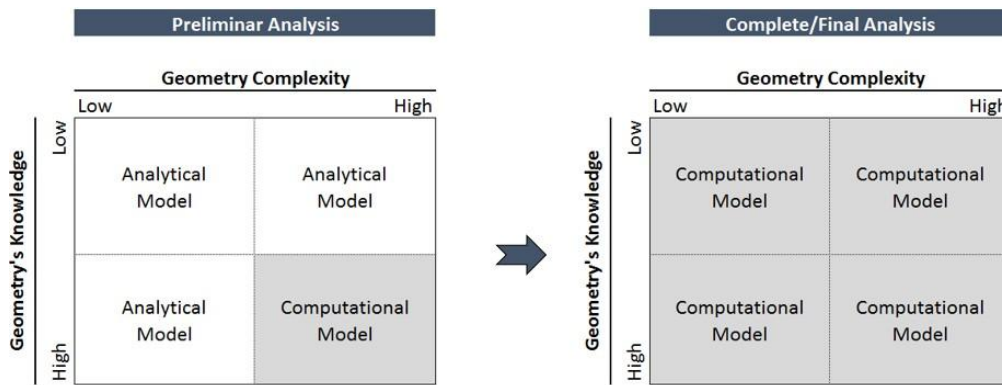 Preliminar Analysis
Geometry Complexity
Low
High
Geometry's Knowledge
Low
High
Analytical
Model
Analytical
Model
Analytical
Model
Computational
Model
Complete/Final Analysis
Geometry Complexity
Low
High
Geometry's Knowledge
Low
High
Computational
Model
Computational
Model
Computational
Model
Computational
Model